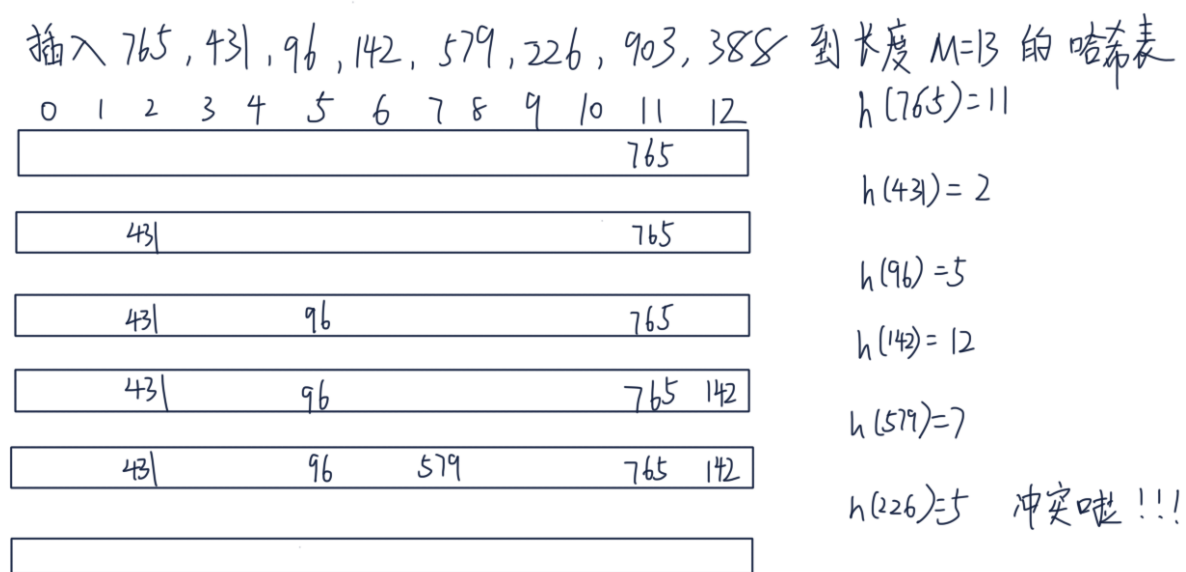 插入 765,431,96,142,579,226,903,388 到长度 M=13 的哈希表
0 1 2 3 4 5 6 7 8 9 10 11 12
h(765)=11
765
h(431)=2
431 765
h(96)=5
431 96 765
h(142)=12
431 96 765 142
h(579)=7
431 96 579 765 142
h(226)=5 冲突啦!!!